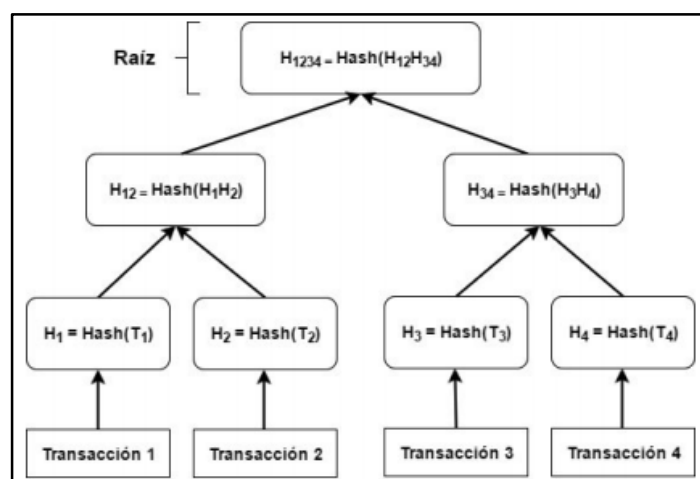 Raíz
H1234 = Hash(H12H34)
H12 = Hash(H1H2)
H34 = Hash(H3H4)
H1 = Hash(T1)
H2 = Hash(T2)
H3 = Hash(T3)
H4 = Hash(T4)
Transacción 1
Transacción 2
Transacción 3
Transacción 4